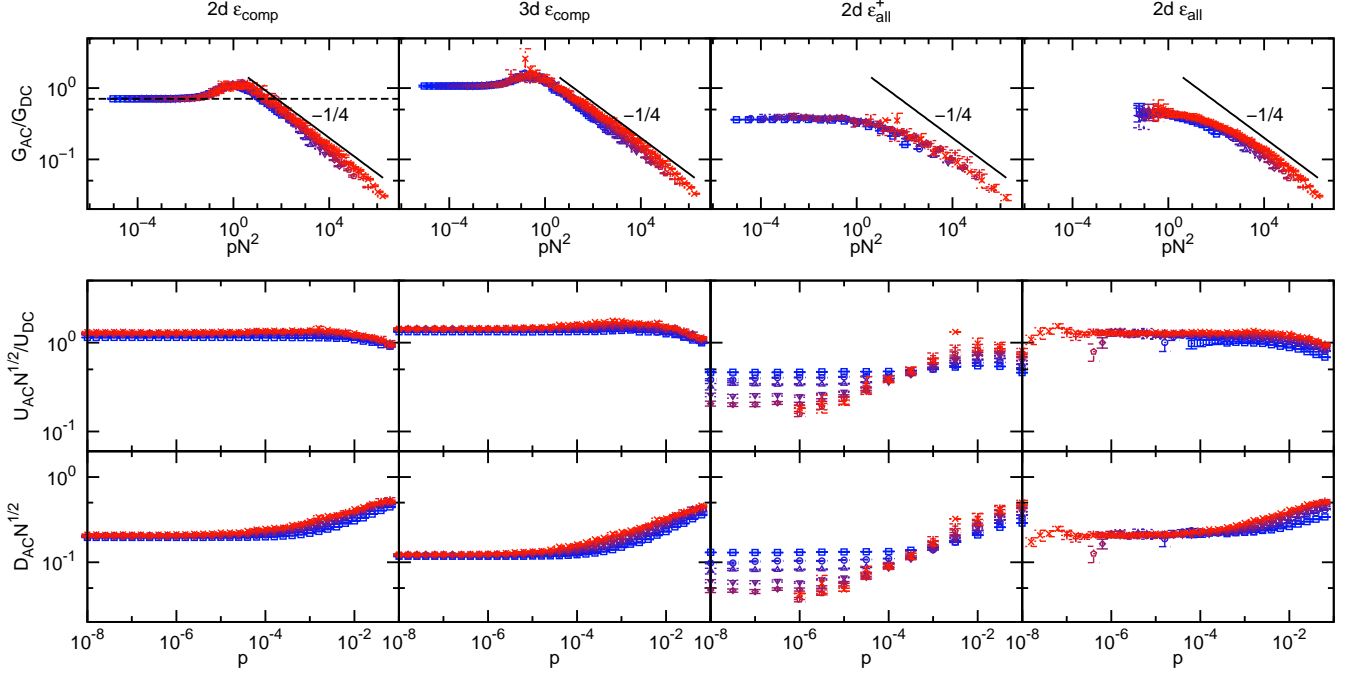 2d ε_comp 3d ε_comp 2d ε⁺_all 2d ε_all
G_AC/G_DC
10⁰
10⁻¹
−1/4 −1/4 −1/4 −1/4
10⁻⁴ 10⁰ 10⁴ 10⁻⁴ 10⁰ 10⁴ 10⁻⁴ 10⁰ 10⁴ 10⁻⁴ 10⁰ 10⁴
pN² pN² pN² pN²
U_AC N^1/2/U_DC
10⁰
10⁻¹
D_AC N^1/2
10⁰
10⁻¹
10⁻⁸ 10⁻⁶ 10⁻⁴ 10⁻² 10⁻⁸ 10⁻⁶ 10⁻⁴ 10⁻² 10⁻⁸ 10⁻⁶ 10⁻⁴ 10⁻² 10⁻⁸ 10⁻⁶ 10⁻⁴ 10⁻²
p p p p